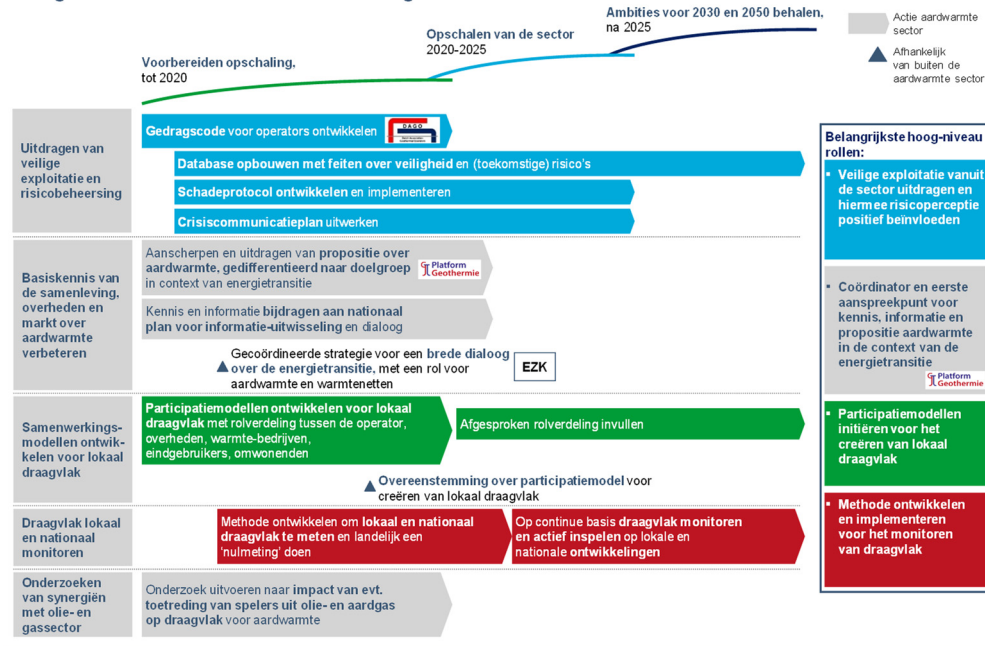 Ambities voor 2030 en 2050 behalen,
na 2025
Opschalen van de sector
2020-2025
Voorbereiden opschaling,
tot 2020
Actie aardwarmte
sector
Afhankelijk
van buiten de
aardwarmte sector
Uitdragen van
veilige
exploitatie en
risicobeheersing
Gedragscode voor operators ontwikkelen
DAGO
Database opbouwen met feiten over veiligheid en (toekomstige) risico's
Schadeprotocol ontwikkelen en implementeren
Crisiscommunicatieplan uitwerken
Basiskennis van
de samenleving,
overheden en
markt over
aardwarmte
verbeteren
Aanscherpen en uitdragen van propositie over
aardwarmte, gedifferentieerd naar doelgroep
in context van energietransitie
Platform
Geothermie
Kennis en informatie bijdragen aan nationaal
plan voor informatie-uitwisseling en dialoog
Gecoördineerde strategie voor een brede dialoog
over de energietransitie, met een rol voor
aardwarmte en warmtenetten
EZK
Samenwerkings-
modellen ontwik-
kelen voor lokaal
draagvlak
Participatiemodellen ontwikkelen voor lokaal
draagvlak met rolverdeling tussen de operator,
overheden, warmte-bedrijven,
eindgebruikers, omwonenden
Afgesproken rolverdeling invullen
Overeenstemming over participatiemodel voor
creëren van lokaal draagvlak
Draagvlak lokaal
en nationaal
monitoren
Methode ontwikkelen om lokaal en nationaal
draagvlak te meten en landelijk een
'nulmeting' doen
Op continue basis draagvlak monitoren
en actief inspelen op lokale en
nationale ontwikkelingen
Onderzoeken
van synergiën
met olie- en
gassector
Onderzoek uitvoeren naar impact van evt.
toetreding van spelers uit olie- en aardgas
op draagvlak voor aardwarmte
Belangrijkste hoog-niveau
rollen:
▪ Veilige exploitatie vanuit
de sector uitdragen en
hiermee risicoperceptie
positief beïnvloeden
▪ Coördinator en eerste
aanspreekpunt voor
kennis, informatie en
propositie aardwarmte
in de context van de
energietransitie
Platform
Geothermie
▪ Participatiemodellen
initiëren voor het
creëren van lokaal
draagvlak
▪ Methode ontwikkelen
en implementeren
voor het monitoren
van draagvlak